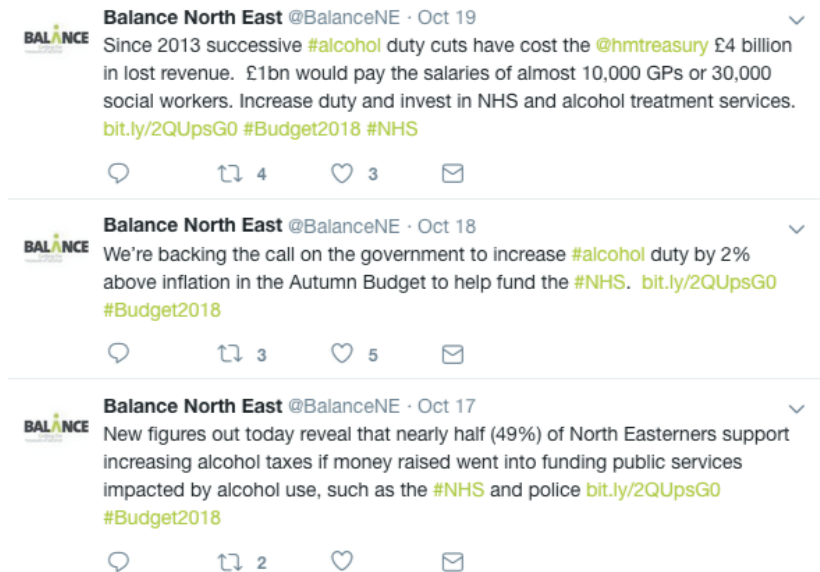 Balance North East @BalanceNE · Oct 19
BALANCE
Since 2013 successive #alcohol duty cuts have cost the @hmtreasury £4 billion
in lost revenue. £1bn would pay the salaries of almost 10,000 GPs or 30,000
social workers. Increase duty and invest in NHS and alcohol treatment services.
bit.ly/2QUpsG0 #Budget2018 #NHS
4 3
Balance North East @BalanceNE · Oct 18
BALANCE
We're backing the call on the government to increase #alcohol duty by 2%
above inflation in the Autumn Budget to help fund the #NHS. bit.ly/2QUpsG0
#Budget2018
3 5
Balance North East @BalanceNE · Oct 17
BALANCE
New figures out today reveal that nearly half (49%) of North Easterners support
increasing alcohol taxes if money raised went into funding public services
impacted by alcohol use, such as the #NHS and police bit.ly/2QUpsG0
#Budget2018
2